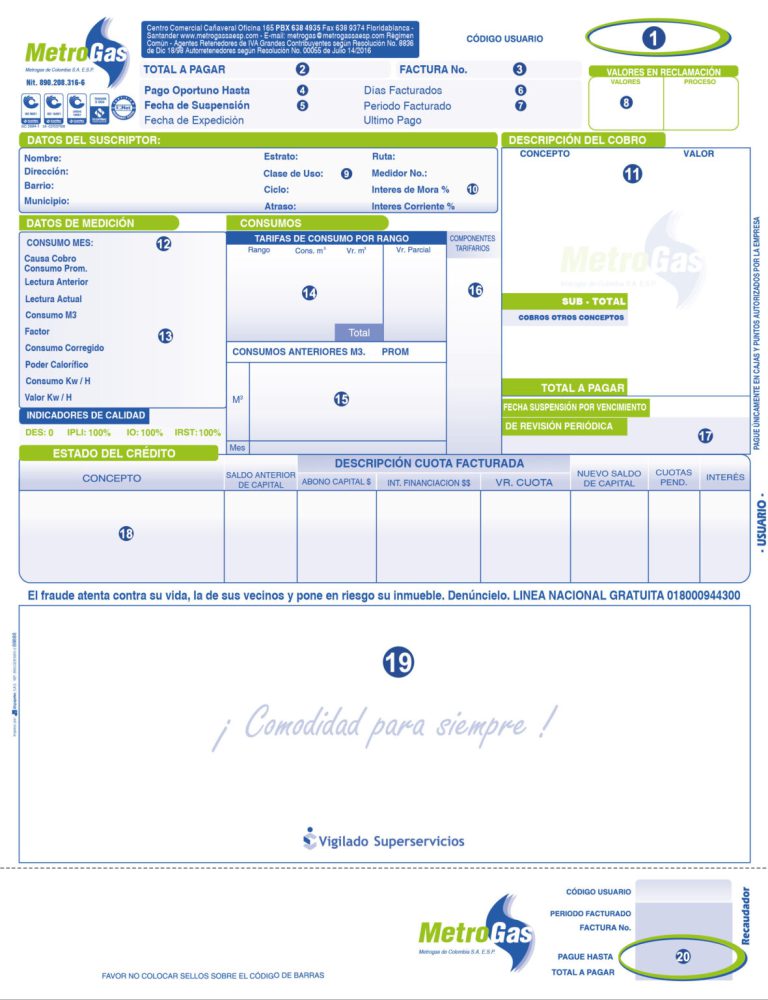 Centro Comercial Cañaveral Oficina 165 PBX 638 4935 Fax 638 9374 Floridablanca -
Santander www.metrogassaesp.com - E-mail: metrogas@metrogassaesp.com Régimen
Común - Agentes Retenedores de IVA Grandes Contribuyentes según Resolución No. 8836
de Dic 18/98 Autorretenedores según Resolución No. 00055 de Julio 14/2016
MetroGas
Metrogas de Colombia S.A. E.S.P.
Nit. 890.208.316-6
CÓDIGO USUARIO 1
TOTAL A PAGAR 2 FACTURA No. 3
Pago Oportuno Hasta 4 Días Facturados 6
Fecha de Suspensión 5 Periodo Facturado 7
Fecha de Expedición Ultimo Pago
VALORES EN RECLAMACIÓN
VALORES PROCESO
8
DATOS DEL SUSCRIPTOR:
Nombre: Estrato: Ruta:
Dirección: Clase de Uso: 9 Medidor No.:
Barrio: Ciclo: Interes de Mora % 10
Municipio: Atraso: Interes Corriente %
DESCRIPCIÓN DEL COBRO
CONCEPTO VALOR
11
MetroGas
Metrogas de Colombia S.A. E.S.P.
SUB - TOTAL
COBROS OTROS CONCEPTOS
TOTAL A PAGAR
FECHA SUSPENSIÓN POR VENCIMIENTO
DE REVISIÓN PERIÓDICA 17
DATOS DE MEDICIÓN
CONSUMO MES: 12
Causa Cobro
Consumo Prom.
Lectura Anterior
Lectura Actual
Consumo M3
Factor 13
Consumo Corregido
Poder Calorífico
Consumo Kw / H
Valor Kw / H
INDICADORES DE CALIDAD
DES: 0 IPLI: 100% IO: 100% IRST: 100%
CONSUMOS
TARIFAS DE CONSUMO POR RANGO
Rango Cons. m³ Vr. m³ Vr. Parcial
14
Total
COMPONENTES
TARIFARIOS
16
CONSUMOS ANTERIORES M3. PROM
M³
15
Mes
PAGUE ÚNICAMENTE EN CAJAS Y PUNTOS AUTORIZADOS POR LA EMPRESA
- USUARIO -
ESTADO DEL CRÉDITO
DESCRIPCIÓN CUOTA FACTURADA
CONCEPTO
SALDO ANTERIOR
DE CAPITAL
ABONO CAPITAL $
INT. FINANCIACION $$
VR. CUOTA
NUEVO SALDO
DE CAPITAL
CUOTAS
PEND.
INTERÉS
18
El fraude atenta contra su vida, la de sus vecinos y pone en riesgo su inmueble. Denúncielo. LINEA NACIONAL GRATUITA 018000944300
19
¡ Comodidad para siempre !
Vigilado Superservicios
MetroGas
Metrogas de Colombia S.A. E.S.P.
CÓDIGO USUARIO
PERIODO FACTURADO
FACTURA No.
PAGUE HASTA 20
TOTAL A PAGAR
Recaudador
FAVOR NO COLOCAR SELLOS SOBRE EL CÓDIGO DE BARRAS